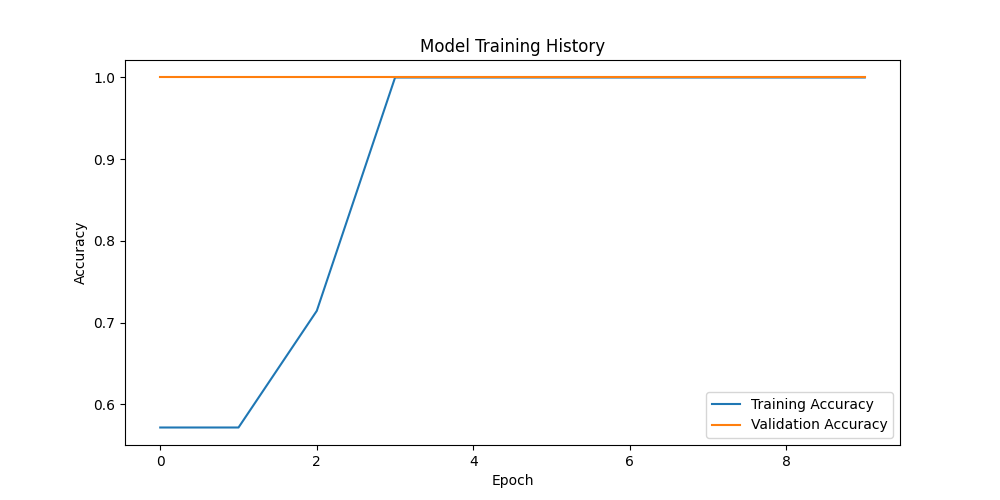 Model Training History
1.0
0.9
0.8
0.7
0.6
Accuracy
0 2 4 6 8
Epoch
Training Accuracy
Validation Accuracy